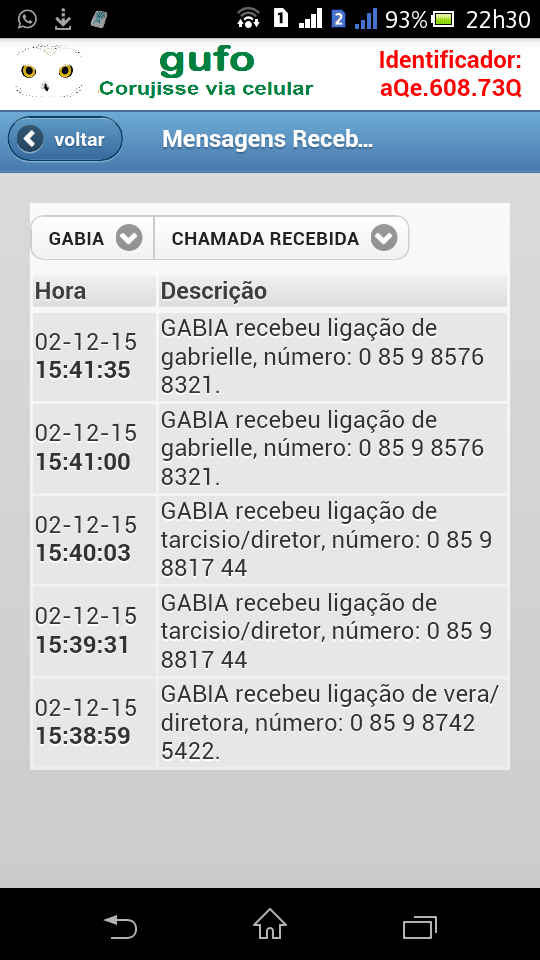 1
2
93%
22h30
gufo
Corujisse via celular
Identificador:
aQe.608.73Q
voltar
Mensagens Receb...
GABIA
CHAMADA RECEBIDA
Hora
Descrição
02-12-15
15:41:35
GABIA recebeu ligação de
gabrielle, número: 0 85 9 8576
8321.
02-12-15
15:41:00
GABIA recebeu ligação de
gabrielle, número: 0 85 9 8576
8321.
02-12-15
15:40:03
GABIA recebeu ligação de
tarcisio/diretor, número: 0 85 9
8817 44
02-12-15
15:39:31
GABIA recebeu ligação de
tarcisio/diretor, número: 0 85 9
8817 44
02-12-15
15:38:59
GABIA recebeu ligação de vera/
diretora, número: 0 85 9 8742
5422.